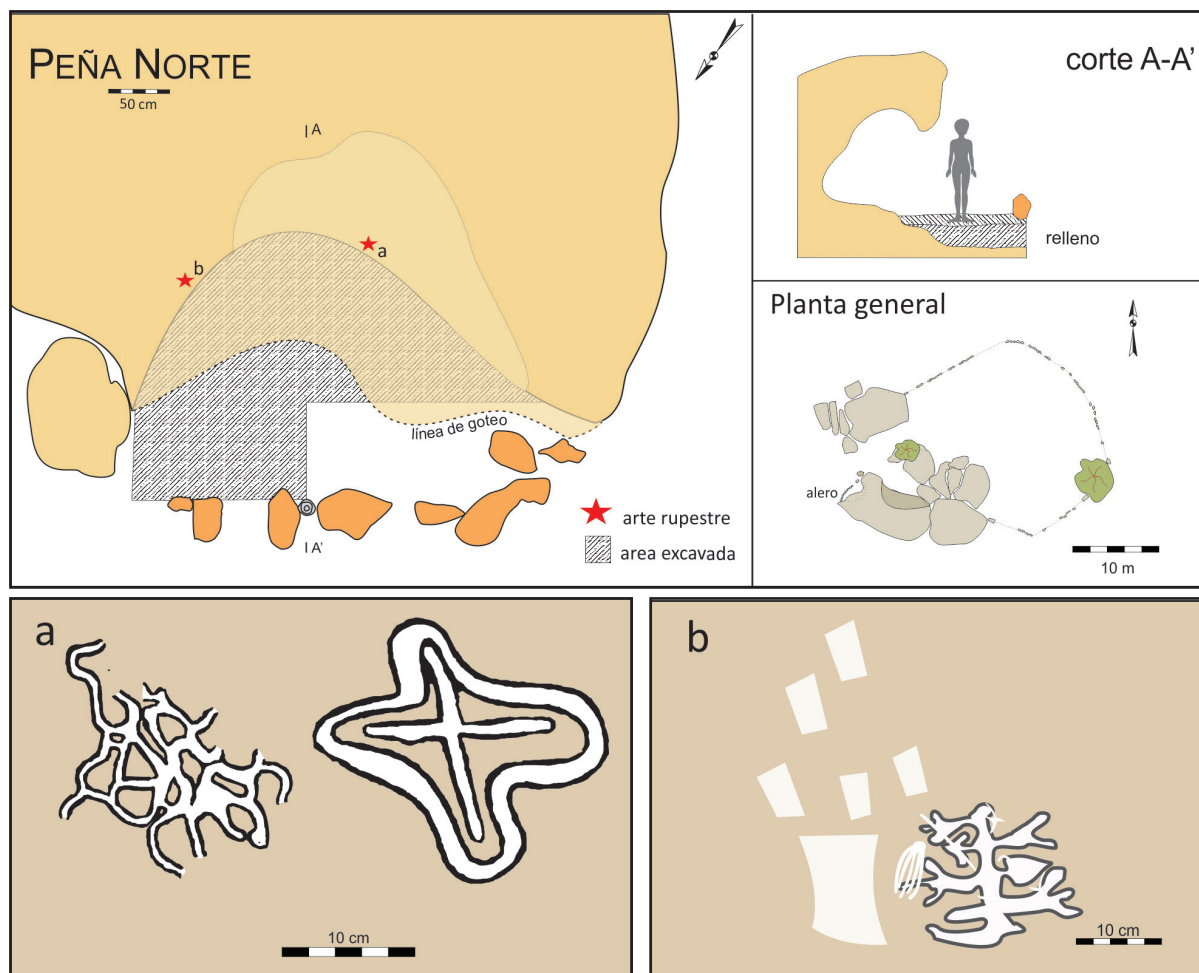 PEÑA NORTE
50 cm
A
a
b
línea de goteo
A'
arte rupestre
area excavada
corte A-A'
relleno
Planta general
alero
10 m
a
10 cm
b
10 cm